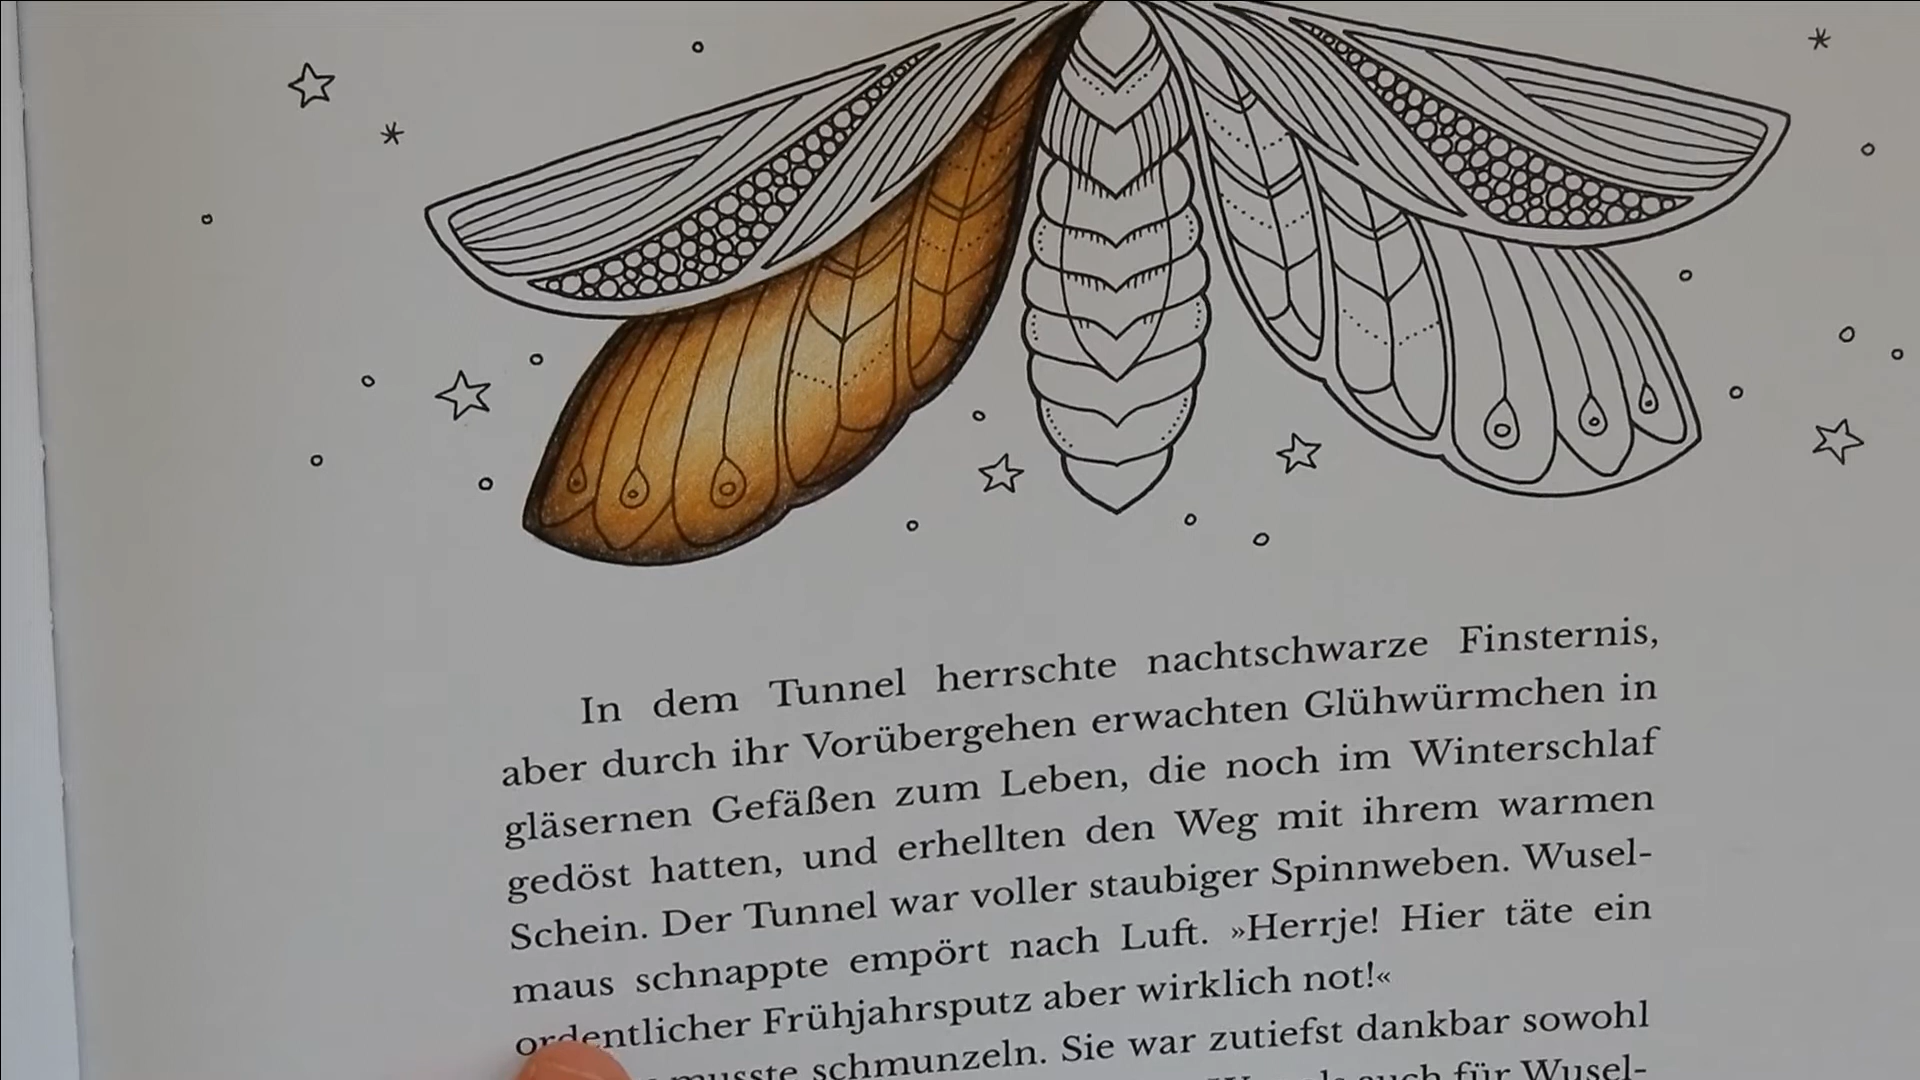 In dem Tunnel herrschte nachtschwarze Finsternis,
aber durch ihr Vorübergehen erwachten Glühwürmchen in
gläsernen Gefäßen zum Leben, die noch im Winterschlaf
gedöst hatten, und erhellten den Weg mit ihrem warmen
Schein. Der Tunnel war voller staubiger Spinnweben. Wusel-
maus schnappte empört nach Luft. »Herrje! Hier täte ein
ordentlicher Frühjahrsputz aber wirklich not!«
musste schmunzeln. Sie war zutiefst dankbar sowohl
auch für Wusel-